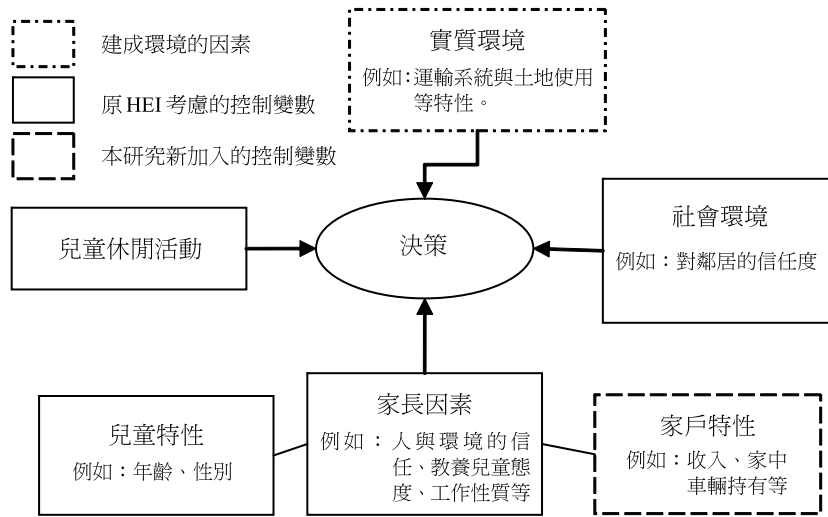 建成環境的因素
原 HEI 考慮的控制變數
本研究新加入的控制變數
實質環境
例如：運輸系統與土地使用
等特性。
兒童休閒活動
決策
社會環境
例如：對鄰居的信任度
兒童特性
例如：年齡、性別
家長因素
例如：人與環境的信
任、教養兒童態
度、工作性質等
家戶特性
例如：收入、家中
車輛持有等